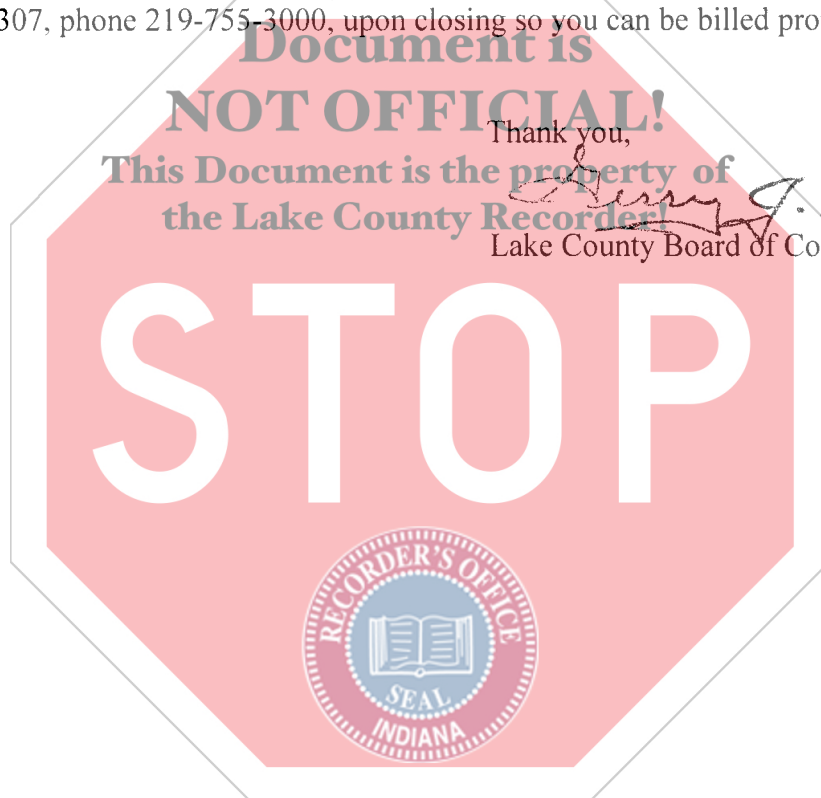 307, phone 219-755-3000, upon closing so you can be billed pro
Document is
NOT OFFICIAL!
Thank you,
This Document is the property of
the Lake County Recorder!
Gerry J.
Lake County Board of Co
STOP
RECORDER'S OFFICE
SEAL
INDIANA